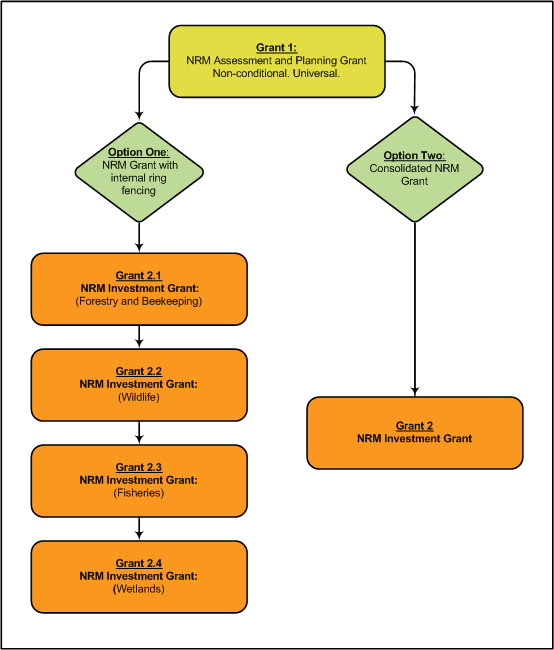 Grant 1:
NRM Assessment and Planning Grant
Non-conditional. Universal.
Option One:
NRM Grant with
internal ring
fencing
Option Two:
Consolidated NRM
Grant
Grant 2.1
NRM Investment Grant:
(Forestry and Beekeeping)
Grant 2.2
NRM Investment Grant:
(Wildlife)
Grant 2.3
NRM Investment Grant:
(Fisheries)
Grant 2.4
NRM Investment Grant:
(Wetlands)
Grant 2
NRM Investment Grant